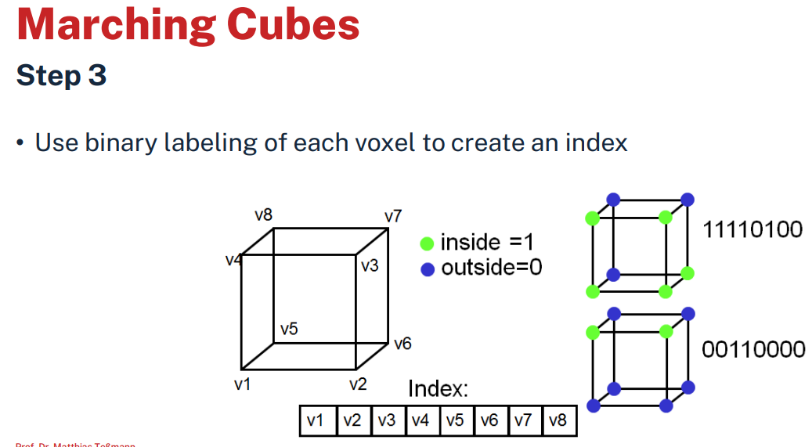 Marching Cubes
Step 3
• Use binary labeling of each voxel to create an index
v8
v7
v4
v3
v5
v6
v1
v2
inside =1
outside=0
11110100
00110000
Index:
v1 v2 v3 v4 v5 v6 v7 v8
Prof. Dr. Matthias Teßmann